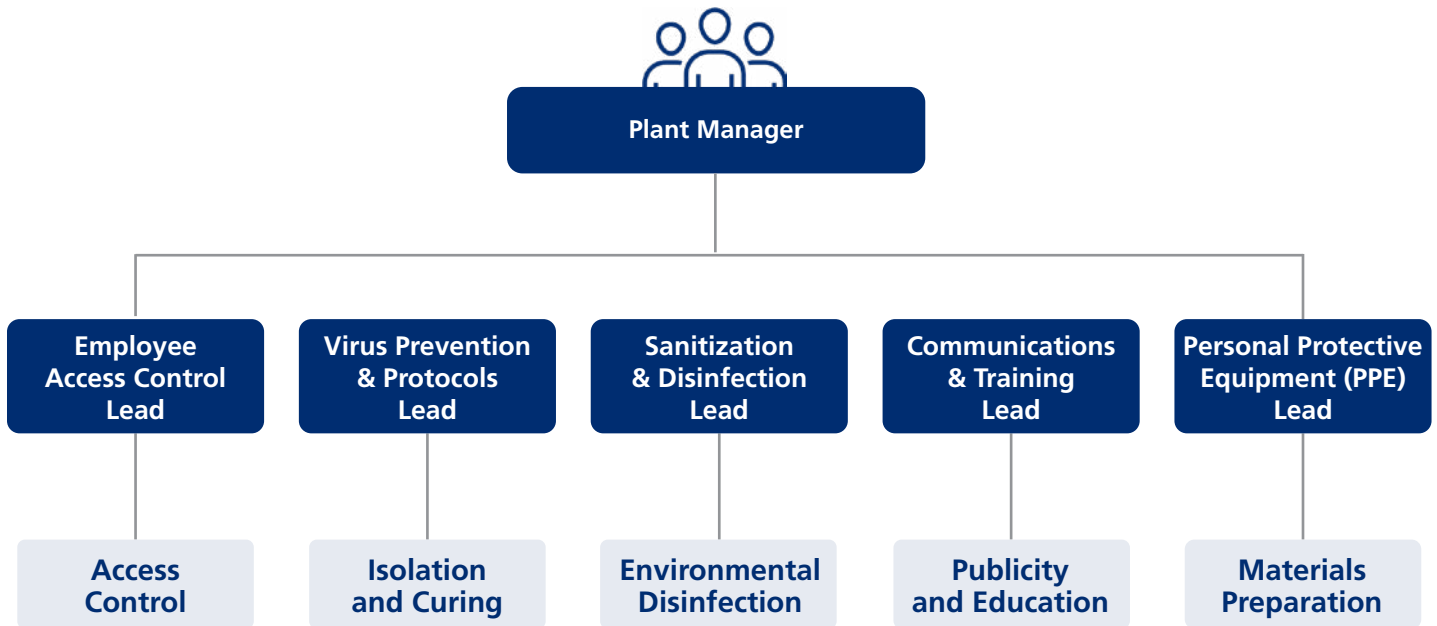 Plant Manager
Employee
Access Control
Lead
Virus Prevention
& Protocols
Lead
Sanitization
& Disinfection
Lead
Communications
& Training
Lead
Personal Protective
Equipment (PPE)
Lead
Access
Control
Isolation
and Curing
Environmental
Disinfection
Publicity
and Education
Materials
Preparation